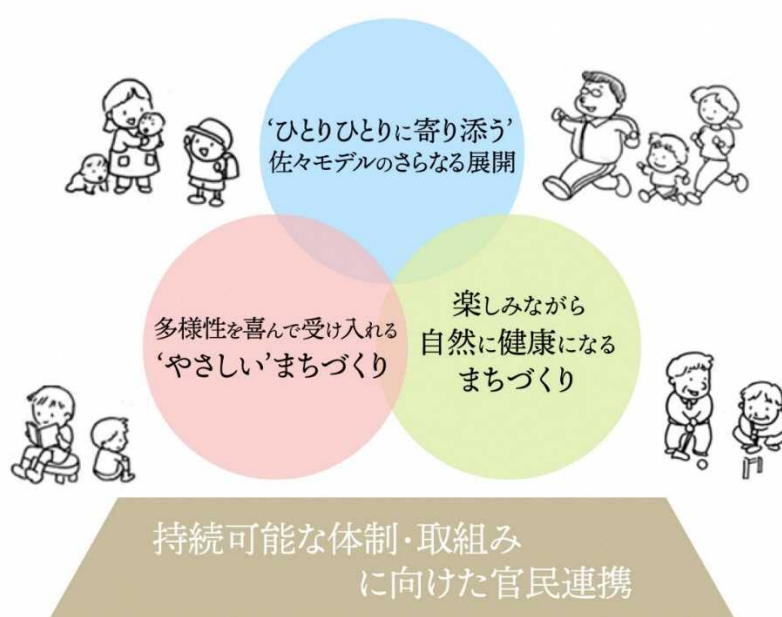 ‘ひとりひとりに寄り添う’
佐々モデルのさらなる展開
多様性を喜んで受け入れる
‘やさしい’まちづくり
楽しみながら
自然に健康になる
まちづくり
持続可能な体制・取組み
に向けた官民連携